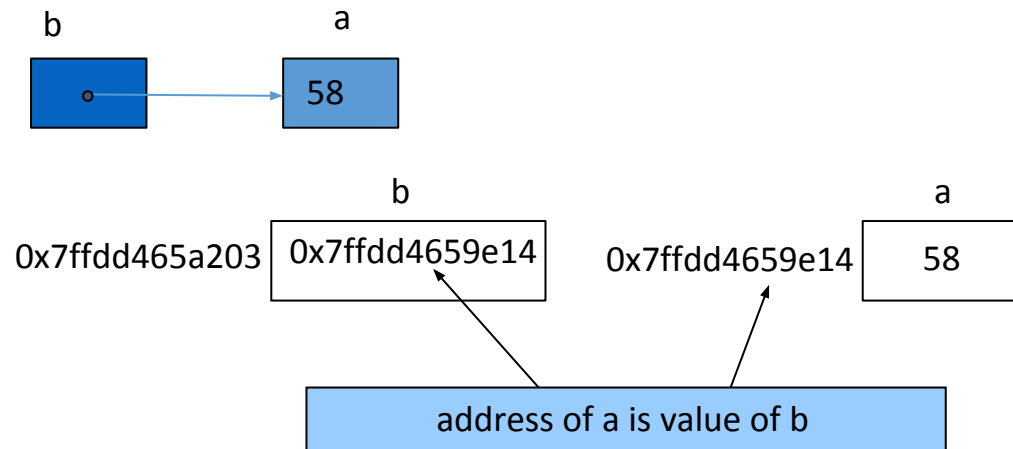 b a
58
b a
0x7ffdd465a203 0x7ffdd4659e14 0x7ffdd4659e14 58
address of a is value of b